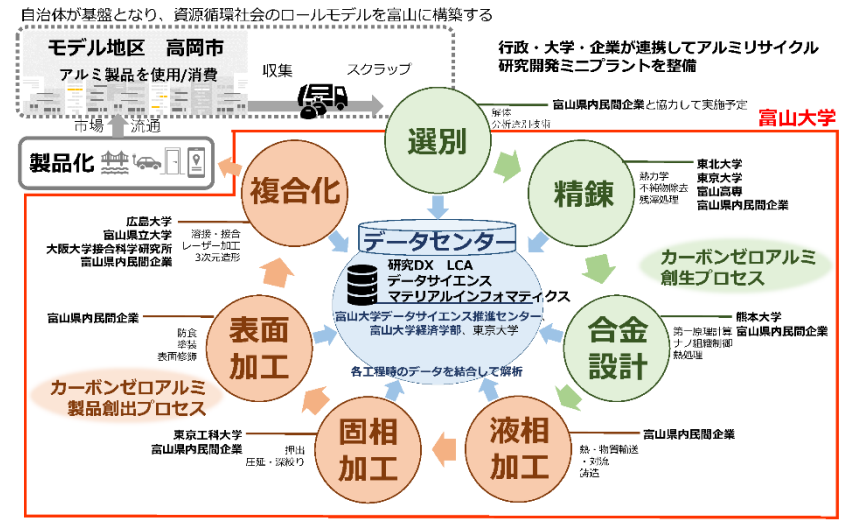 自治体が基盤となり、資源循環社会のロールモデルを富山に構築する
モデル地区　高岡市
アルミ製品を使用/消費
収集
スクラップ
行政・大学・企業が連携してアルミリサイクル
研究開発ミニプラントを整備
市場
流通
製品化
選別
解体
分析選別技術
富山県内民間企業と協力して実施予定
富山大学
精錬
熱力学
不純物除去
残滓処理
東北大学
東京大学
富山高専
富山県内民間企業
カーボンゼロアルミ
創生プロセス
合金
設計
第一原理計算
ナノ組織制御
熱処理
熊本大学
富山県内民間企業
液相
加工
熱・物質輸送
・対流
鋳造
富山県内民間企業
固相
加工
東京工科大学
富山県内民間企業
押出
圧延・深絞り
カーボンゼロアルミ
製品創出プロセス
表面
加工
富山県内民間企業
防食
塗装
表面修飾
複合化
広島大学
富山県立大学
大阪大学接合科学研究所
富山県内民間企業
溶接・接合
レーザー加工
3次元造形
データセンター
研究DX　LCA
データサイエンス
マテリアルインフォマティクス
富山大学データサイエンス推進センター
富山大学経済学部、東京大学
各工程時のデータを結合して解析